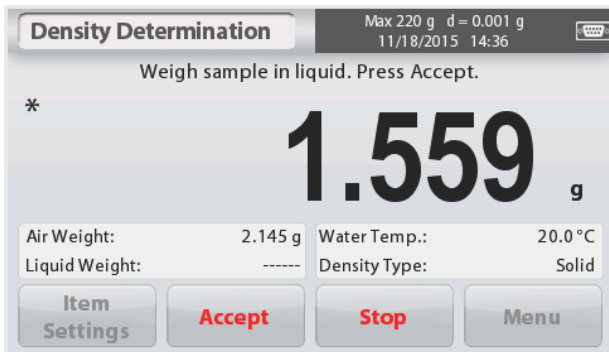 Density Determination
Max 220 g d = 0.001 g
11/18/2015 14:36
Weigh sample in liquid. Press Accept.
*
1.559 g
Air Weight: 2.145 g Water Temp.: 20.0 °C
Liquid Weight: ------ Density Type: Solid
Item
Settings
Accept
Stop
Menu